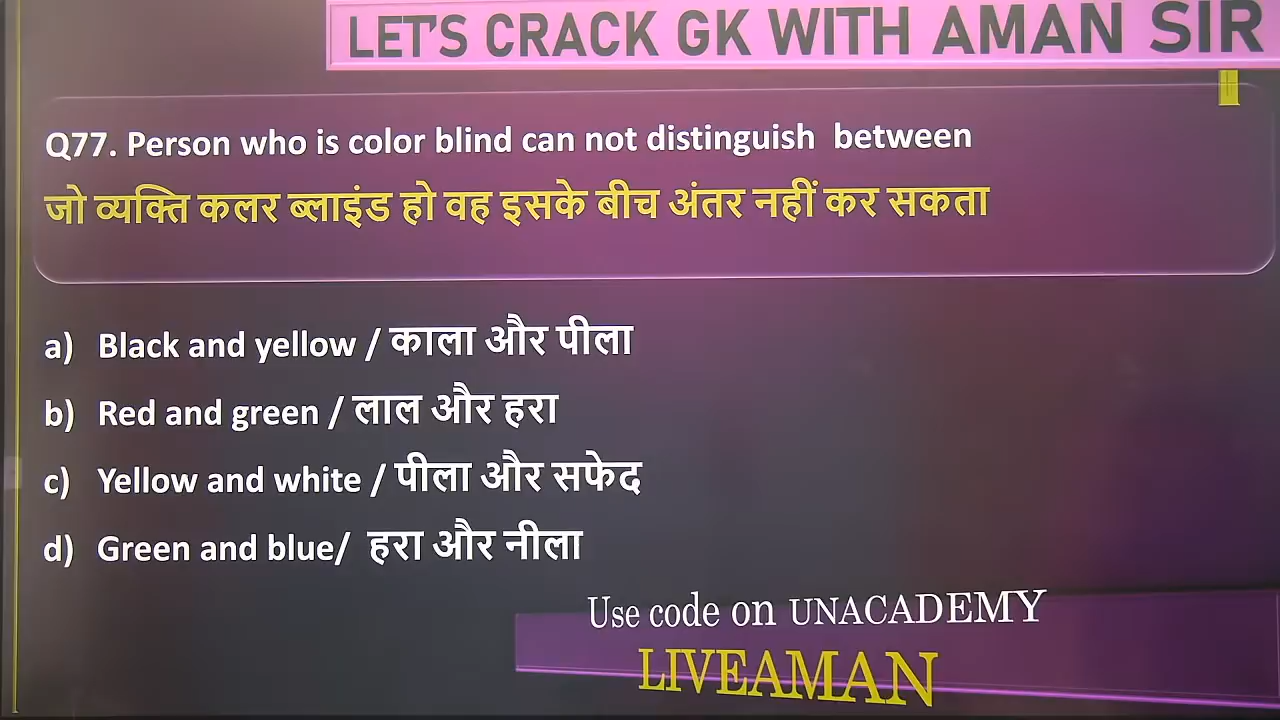 LET'S CRACK GK WITH AMAN SIR
Q77. Person who is color blind can not distinguish between
जो व्यक्ति कलर ब्लाइंड हो वह इसके बीच अंतर नहीं कर सकता
a) Black and yellow / काला और पीला
b) Red and green / लाल और हरा
c) Yellow and white / पीला और सफेद
d) Green and blue/ हरा और नीला
Use code on UNACADEMY
LIVEAMAN